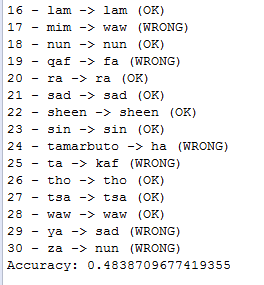 16 - lam -> lam (OK)
17 - mim -> waw (WRONG)
18 - nun -> nun (OK)
19 - qaf -> fa (WRONG)
20 - ra -> ra (OK)
21 - sad -> sad (OK)
22 - sheen -> sheen (OK)
23 - sin -> sin (OK)
24 - tamarbuto -> ha (WRONG)
25 - ta -> kaf (WRONG)
26 - tho -> tho (OK)
27 - tsa -> tsa (OK)
28 - waw -> waw (OK)
29 - ya -> sad (WRONG)
30 - za -> nun (WRONG)
Accuracy: 0.4838709677419355